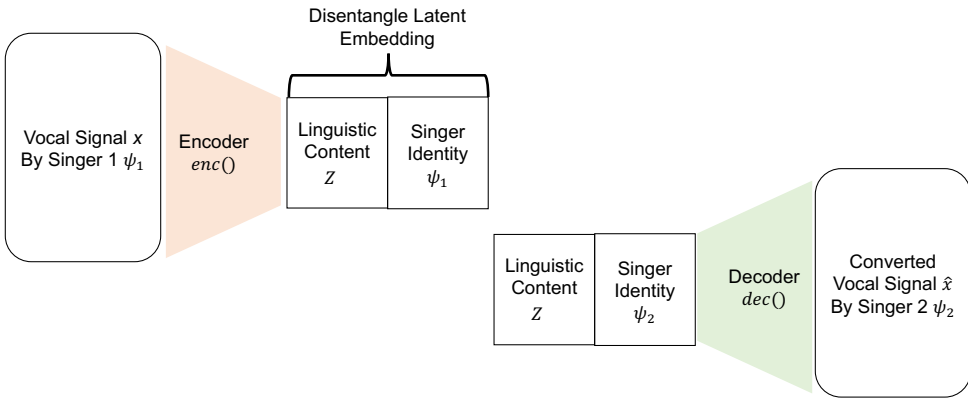 Disentangle Latent
Embedding
Vocal Signal x
By Singer 1 ψ₁
Encoder
enc()
Linguistic
Content
Z
Singer
Identity
ψ₁
Linguistic
Content
Z
Singer
Identity
ψ₂
Decoder
dec()
Converted
Vocal Signal x̂
By Singer 2 ψ₂